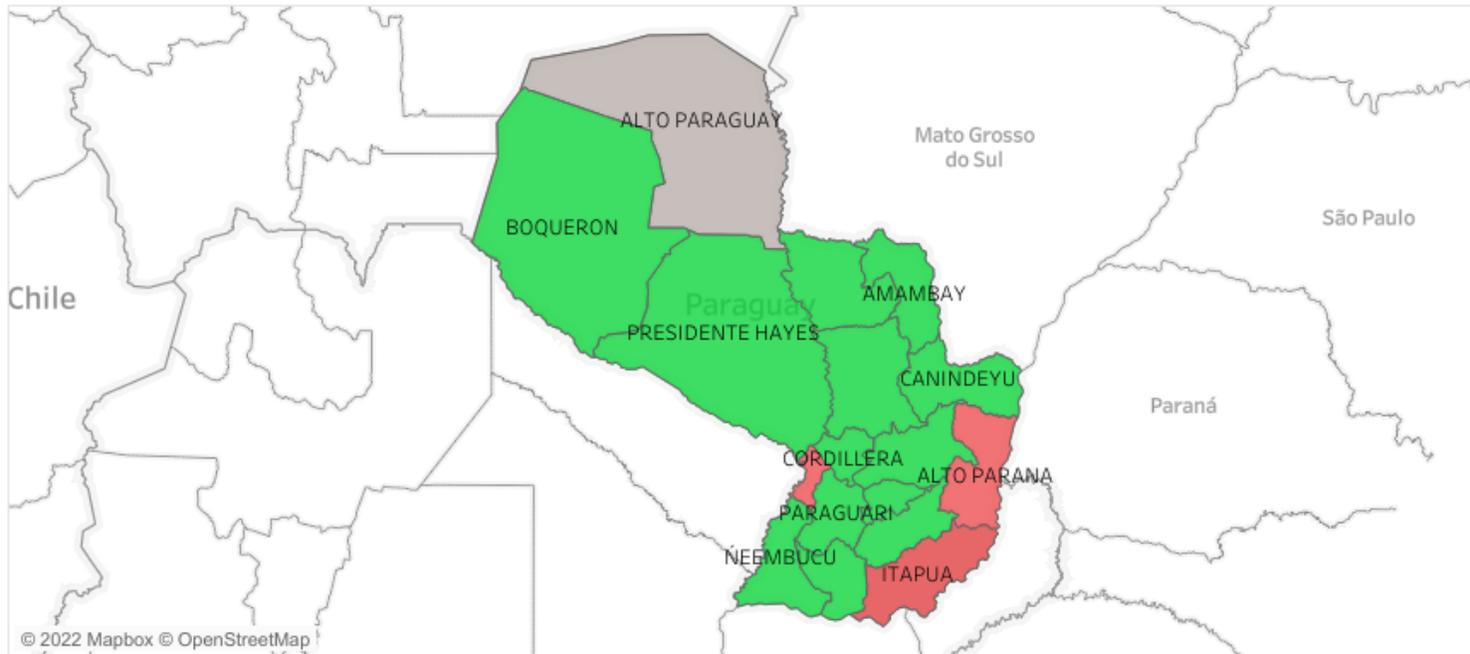 ALTO PARAGUAY
Mato Grosso
do Sul
São Paulo
BOQUERON
Chile
Paraguay
AMAMBAY
PRESIDENTE HAYES
CANINDEYU
Paraná
CORDILLERA
ALTO PARANA
PARAGUARI
ÑEEMBUCU
ITAPUA
© 2022 Mapbox © OpenStreetMap